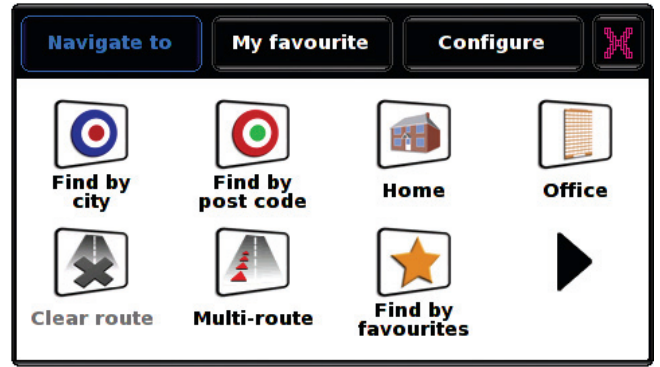 Navigate to
My favourite
Configure
Find by
city
Find by
post code
Home
Office
Clear route
Multi-route
Find by
favourites